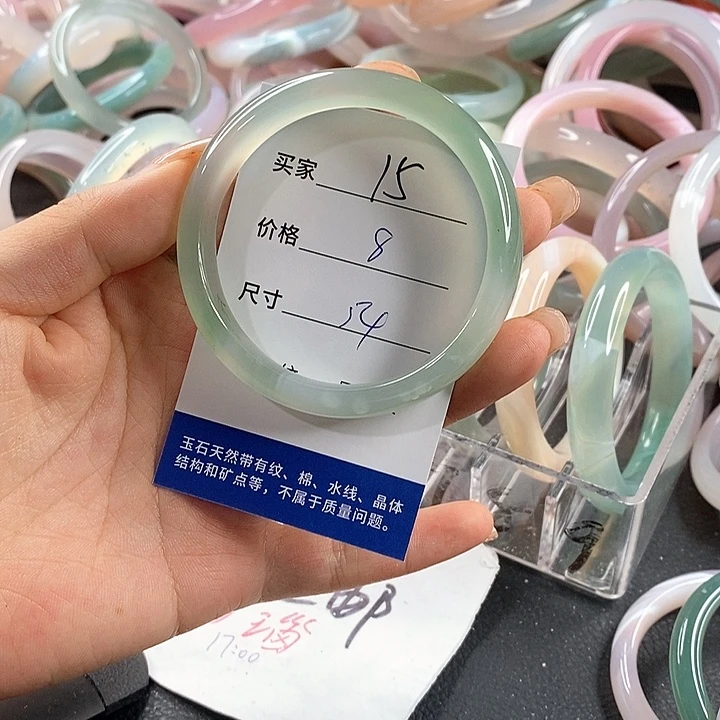 买家 15
价格 8
尺寸 54
玉石天然带有纹、棉、水线、晶体
结构和矿点等，不属于质量问题。
邮
17:00